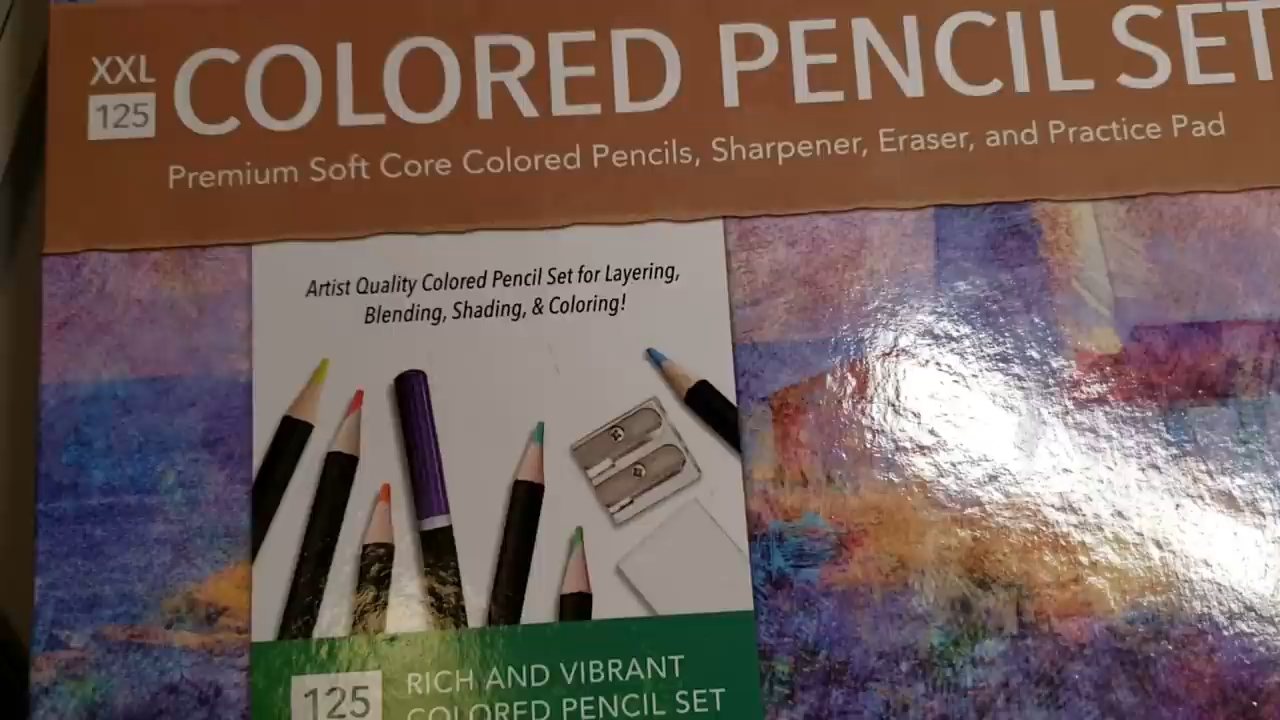 XXL
125
COLORED PENCIL SET
Premium Soft Core Colored Pencils, Sharpener, Eraser, and Practice Pad
Artist Quality Colored Pencil Set for Layering,
Blending, Shading, & Coloring!
125
RICH AND VIBRANT
COLORED PENCIL SET